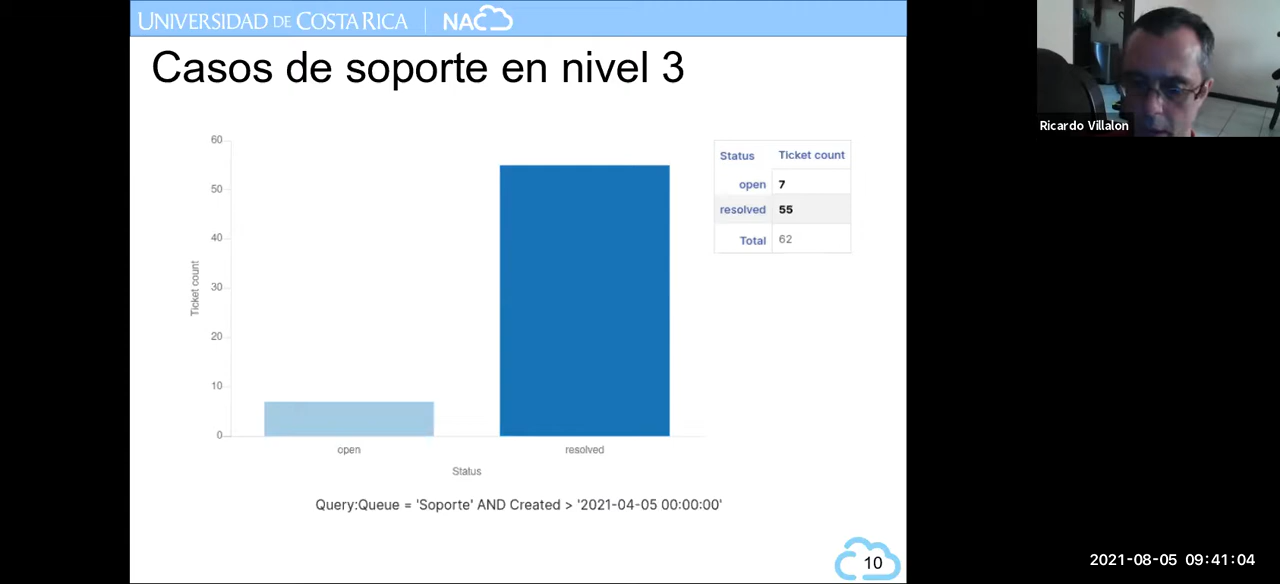 UNIVERSIDAD DE COSTA RICA | NAC
Casos de soporte en nivel 3
Ricardo Villalon
60
50
40
30
20
10
0
Ticket count
open
resolved
Status
Status Ticket count
open 7
resolved 55
Total 62
Query:Queue = 'Soporte' AND Created > '2021-04-05 00:00:00'
10
2021-08-05 09:41:04